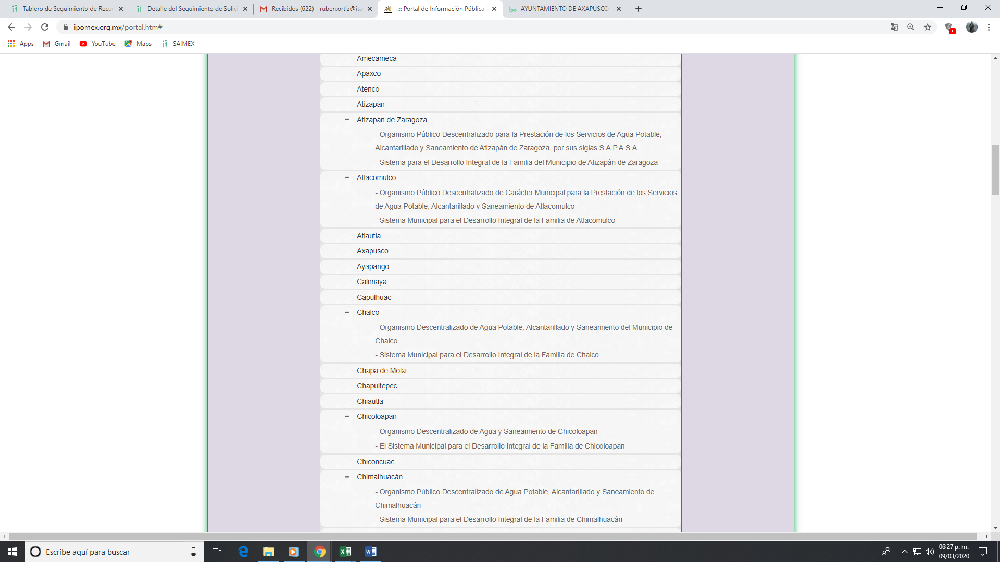 Tablero de Seguimiento de Recur
Detalle del Seguimiento de Solici
Recibidos (622) - ruben.ortiz@ita
..:: Portal de Información Pública
AYUNTAMIENTO DE AXAPUSCO
ipomex.org.mx/portal.htm#
Apps
Gmail
YouTube
Maps
SAIMEX
Amecameca
Apaxco
Atenco
Atizapán
Atizapán de Zaragoza
- Organismo Público Descentralizado para la Prestación de los Servicios de Agua Potable,
Alcantarillado y Saneamiento de Atizapán de Zaragoza, por sus siglas S.A.P.A.S.A.
- Sistema para el Desarrollo Integral de la Familia del Municipio de Atizapán de Zaragoza
Atlacomulco
- Organismo Público Descentralizado de Carácter Municipal para la Prestación de los Servicios
de Agua Potable, Alcantarillado y Saneamiento de Atlacomulco
- Sistema Municipal para el Desarrollo Integral de la Familia de Atlacomulco
Atlautla
Axapusco
Ayapango
Calimaya
Capulhuac
Chalco
- Organismo Descentralizado de Agua Potable, Alcantarillado y Saneamiento del Municipio de
Chalco
- Sistema Municipal para el Desarrollo Integral de la Familia de Chalco
Chapa de Mota
Chapultepec
Chiautla
Chicoloapan
- Organismo Descentralizado de Agua y Saneamiento de Chicoloapan
- El Sistema Municipal para el Desarrollo Integral de la Familia de Chicoloapan
Chiconcuac
Chimalhuacán
- Organismo Público Descentralizado de Agua Potable, Alcantarillado y Saneamiento de
Chimalhuacán
- Sistema Municipal para el Desarrollo Integral de la Familia de Chimalhuacán
Escribe aquí para buscar
06:27 p. m.
09/03/2020